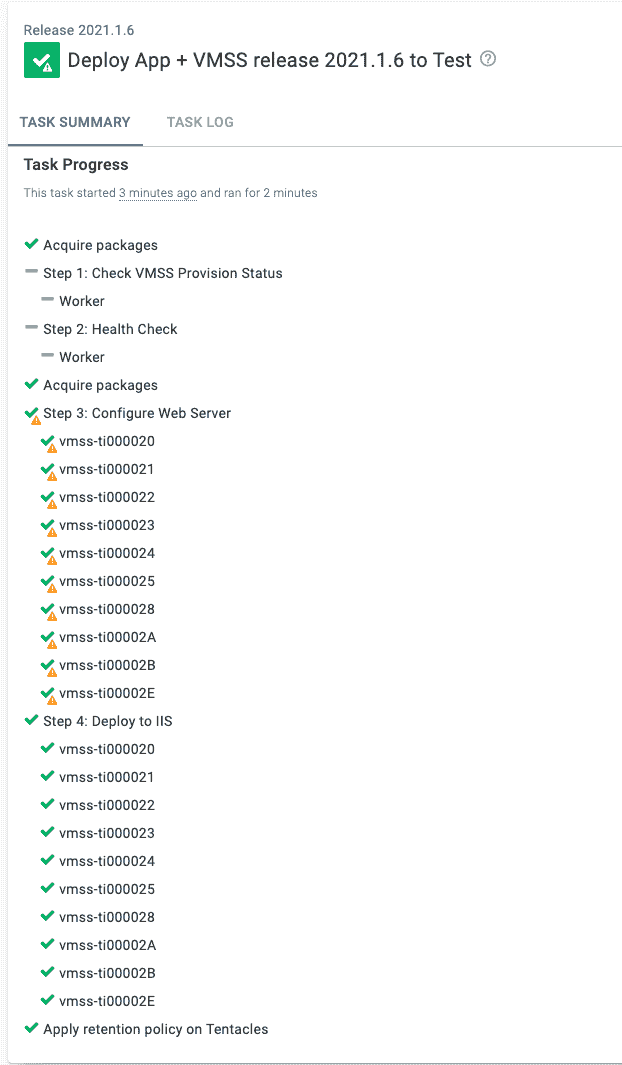 Release 2021.1.6
Deploy App + VMSS release 2021.1.6 to Test ?
TASK SUMMARY TASK LOG
Task Progress
This task started 3 minutes ago and ran for 2 minutes
Acquire packages
Step 1: Check VMSS Provision Status
Worker
Step 2: Health Check
Worker
Acquire packages
Step 3: Configure Web Server
vmss-ti000020
vmss-ti000021
vmss-ti000022
vmss-ti000023
vmss-ti000024
vmss-ti000025
vmss-ti000028
vmss-ti00002A
vmss-ti00002B
vmss-ti00002E
Step 4: Deploy to IIS
vmss-ti000020
vmss-ti000021
vmss-ti000022
vmss-ti000023
vmss-ti000024
vmss-ti000025
vmss-ti000028
vmss-ti00002A
vmss-ti00002B
vmss-ti00002E
Apply retention policy on Tentacles